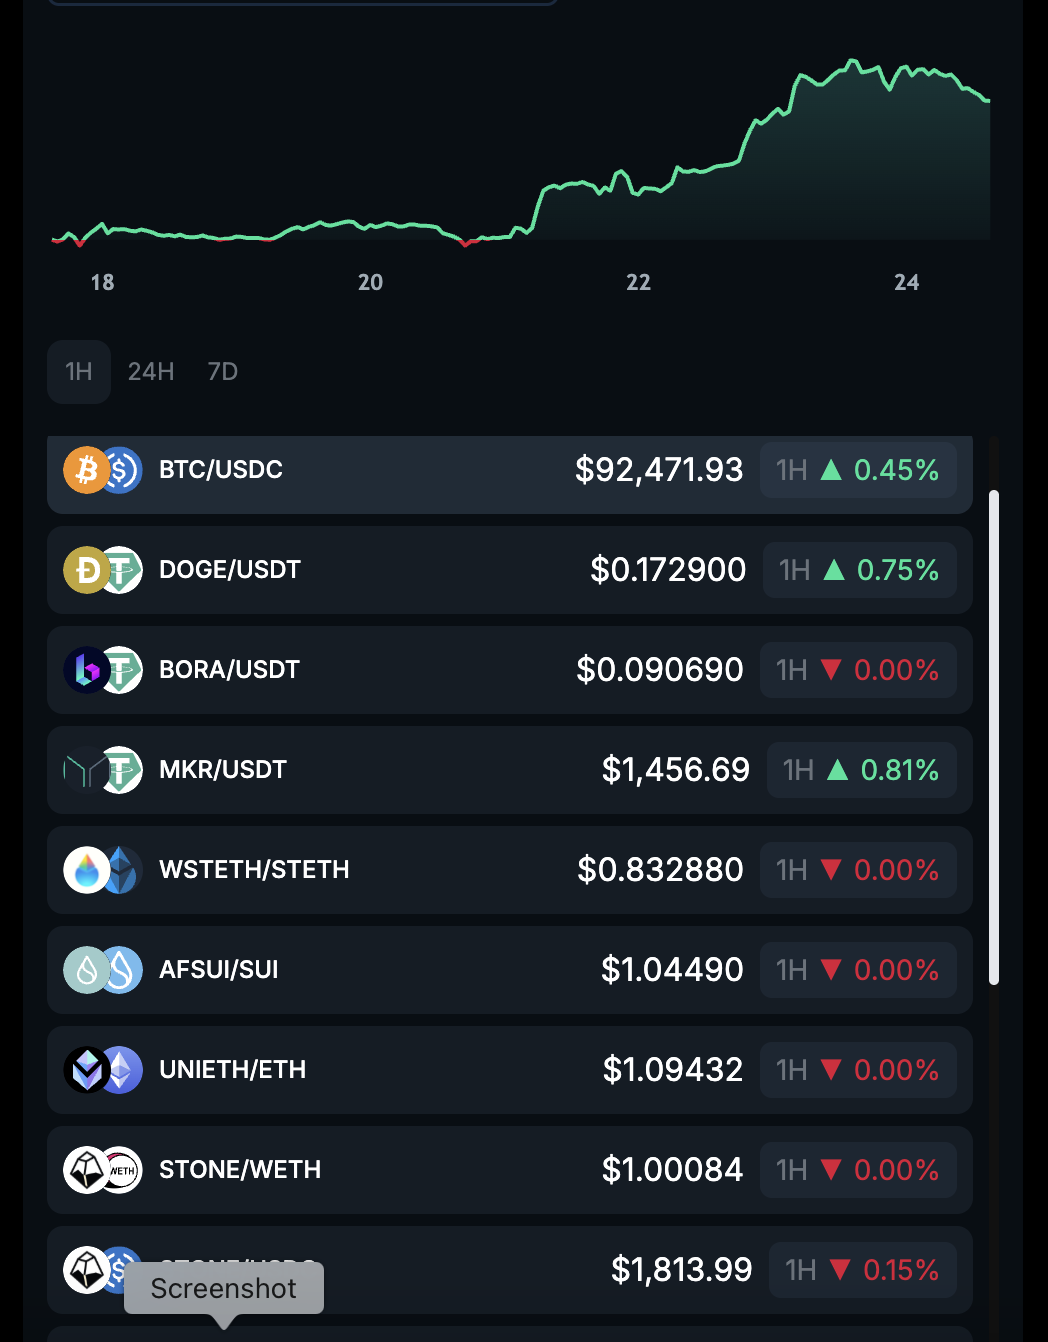 18 20 22 24
1H 24H 7D
BTC/USDC $92,471.93 1H ▲ 0.45%
DOGE/USDT $0.172900 1H ▲ 0.75%
BORA/USDT $0.090690 1H ▼ 0.00%
MKR/USDT $1,456.69 1H ▲ 0.81%
WSTETH/STETH $0.832880 1H ▼ 0.00%
AFSUI/SUI $1.04490 1H ▼ 0.00%
UNIETH/ETH $1.09432 1H ▼ 0.00%
WETH STONE/WETH $1.00084 1H ▼ 0.00%
STONE/USDC $1,813.99 1H ▼ 0.15%
Screenshot